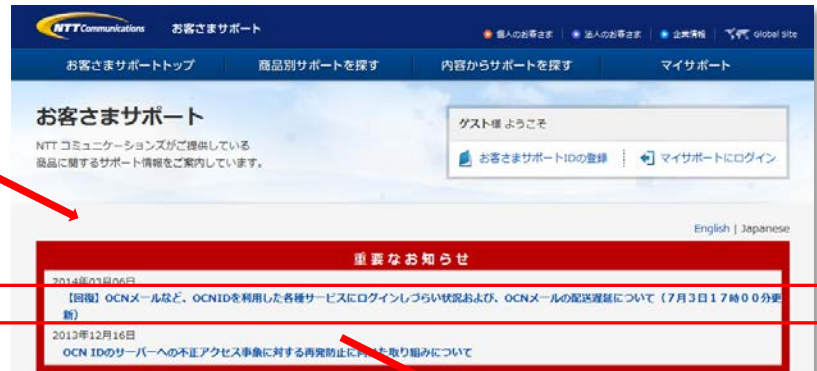 NTT Communications お客さまサポート
個人のお客さま | 法人のお客さま | 企業情報 | Global Site
お客さまサポートトップ 商品別サポートを探す 内容からサポートを探す マイサポート
お客さまサポート
ゲスト様 ようこそ
NTT コミュニケーションズがご提供している
商品に関するサポート情報をご案内しています。
お客さまサポートIDの登録 マイサポートにログイン
English | Japanese
重要なお知らせ
2014年03月06日
【回復】OCNメールなど、OCNIDを利用した各種サービスにログインしづらい状況および、OCNメールの配送遅延について（7月3日17時00分更
新）
2013年12月16日
OCN IDのサーバーへの不正アクセス事象に対する再発防止に向けた取り組みについて